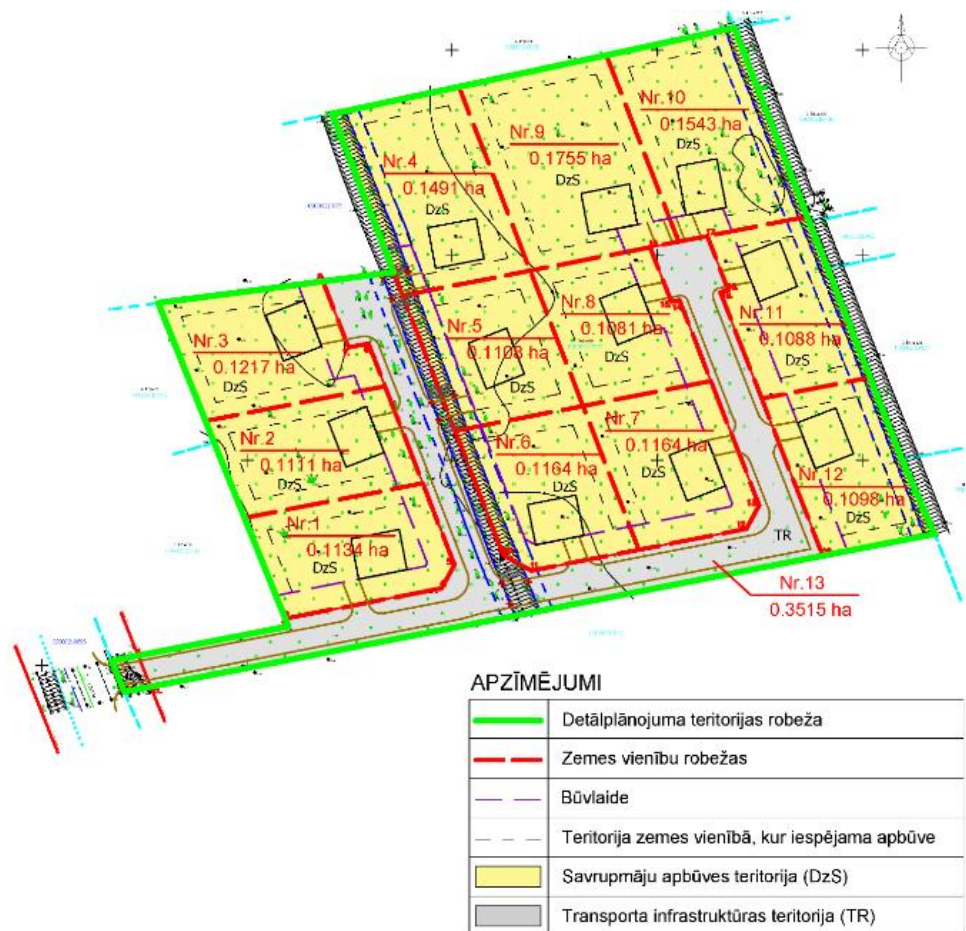 Nr.10
0.1543 ha
DzS
Nr.9
0.1755 ha
DzS
Nr.4
0.1491 ha
DzS
Nr.3
0.1217 ha
DzS
Nr.5
0.1103 ha
DzS
Nr.8
0.1081 ha
DzS
Nr.11
0.1088 ha
DzS
Nr.2
0.1111 ha
DzS
Nr.6
0.1164 ha
DzS
Nr.7
0.1164 ha
DzS
Nr.12
0.1098 ha
DzS
Nr.1
0.1134 ha
DzS
TR
Nr.13
0.3515 ha
APZĪMĒJUMI
Detālplānojuma teritorijas robeža
Zemes vienību robežas
Būvlaide
Teritorija zemes vienībā, kur iespējama apbūve
Savrupmāju apbūves teritorija (DzS)
Transporta infrastruktūras teritorija (TR)